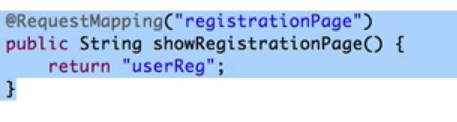 @RequestMapping("registrationPage")
public String showRegistrationPage() {
    return "userReg";
}